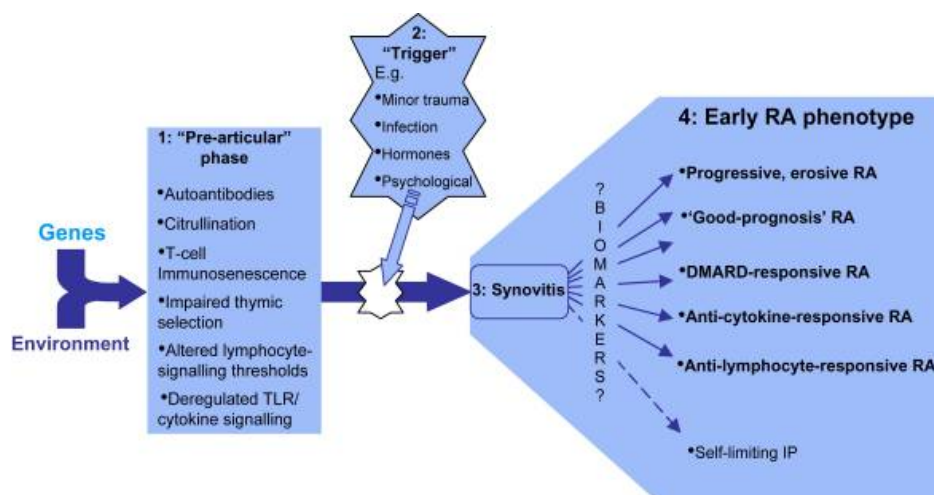 Genes
Environment
1: “Pre-articular”
phase
•Autoantibodies
•Citrullination
•T-cell
Immunosenescence
•Impaired thymic
selection
•Altered lymphocyte-
signalling thresholds
•Deregulated TLR/
cytokine signalling
2:
“Trigger”
E.g.
•Minor trauma
•Infection
•Hormones
•Psychological
3: Synovitis
?BIOMARKERS?
4: Early RA phenotype
•Progressive, erosive RA
•‘Good-prognosis’ RA
•
•DMARD-responsive RA
•Anti-cytokine-responsive RA
•Anti-lymphocyte-responsive RA
•Self-limiting IP